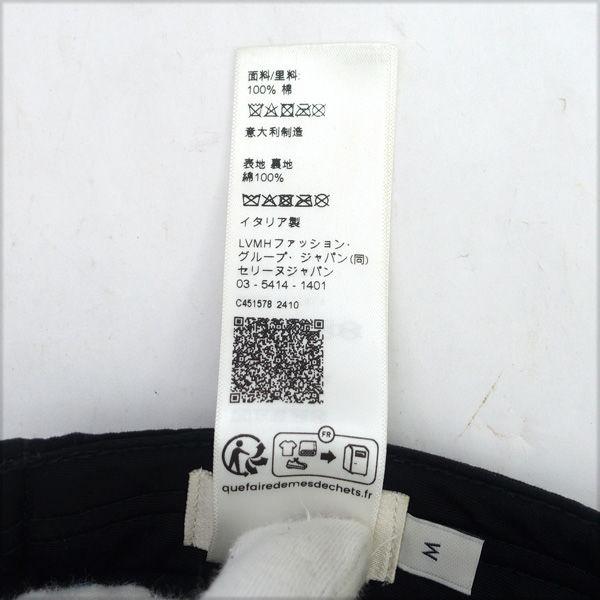 面料/里料:
100% 棉
意大利制造
表地 裏地
綿100%
イタリア製
LVMHファッション・
グループ・ジャパン(同)
セリーヌジャパン
03 - 5414 - 1401
C451578 2410
FR
quefairedemesdechets.fr
M